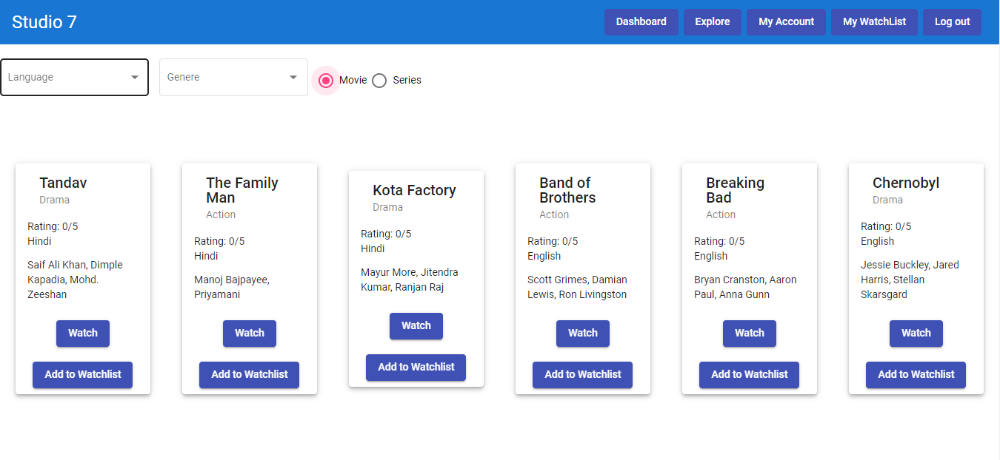 Studio 7
Dashboard
Explore
My Account
My WatchList
Log out
Language
Genere
Movie
Series
Tandav
Drama
Rating: 0/5
Hindi
Saif Ali Khan, Dimple
Kapadia, Mohd.
Zeeshan
Watch
Add to Watchlist
The Family
Man
Action
Rating: 0/5
Hindi
Manoj Bajpayee,
Priyamani
Watch
Add to Watchlist
Kota Factory
Drama
Rating: 0/5
Hindi
Mayur More, Jitendra
Kumar, Ranjan Raj
Watch
Add to Watchlist
Band of
Brothers
Action
Rating: 0/5
English
Scott Grimes, Damian
Lewis, Ron Livingston
Watch
Add to Watchlist
Breaking
Bad
Action
Rating: 0/5
English
Bryan Cranston, Aaron
Paul, Anna Gunn
Watch
Add to Watchlist
Chernobyl
Drama
Rating: 0/5
English
Jessie Buckley, Jared
Harris, Stellan
Skarsgard
Watch
Add to Watchlist